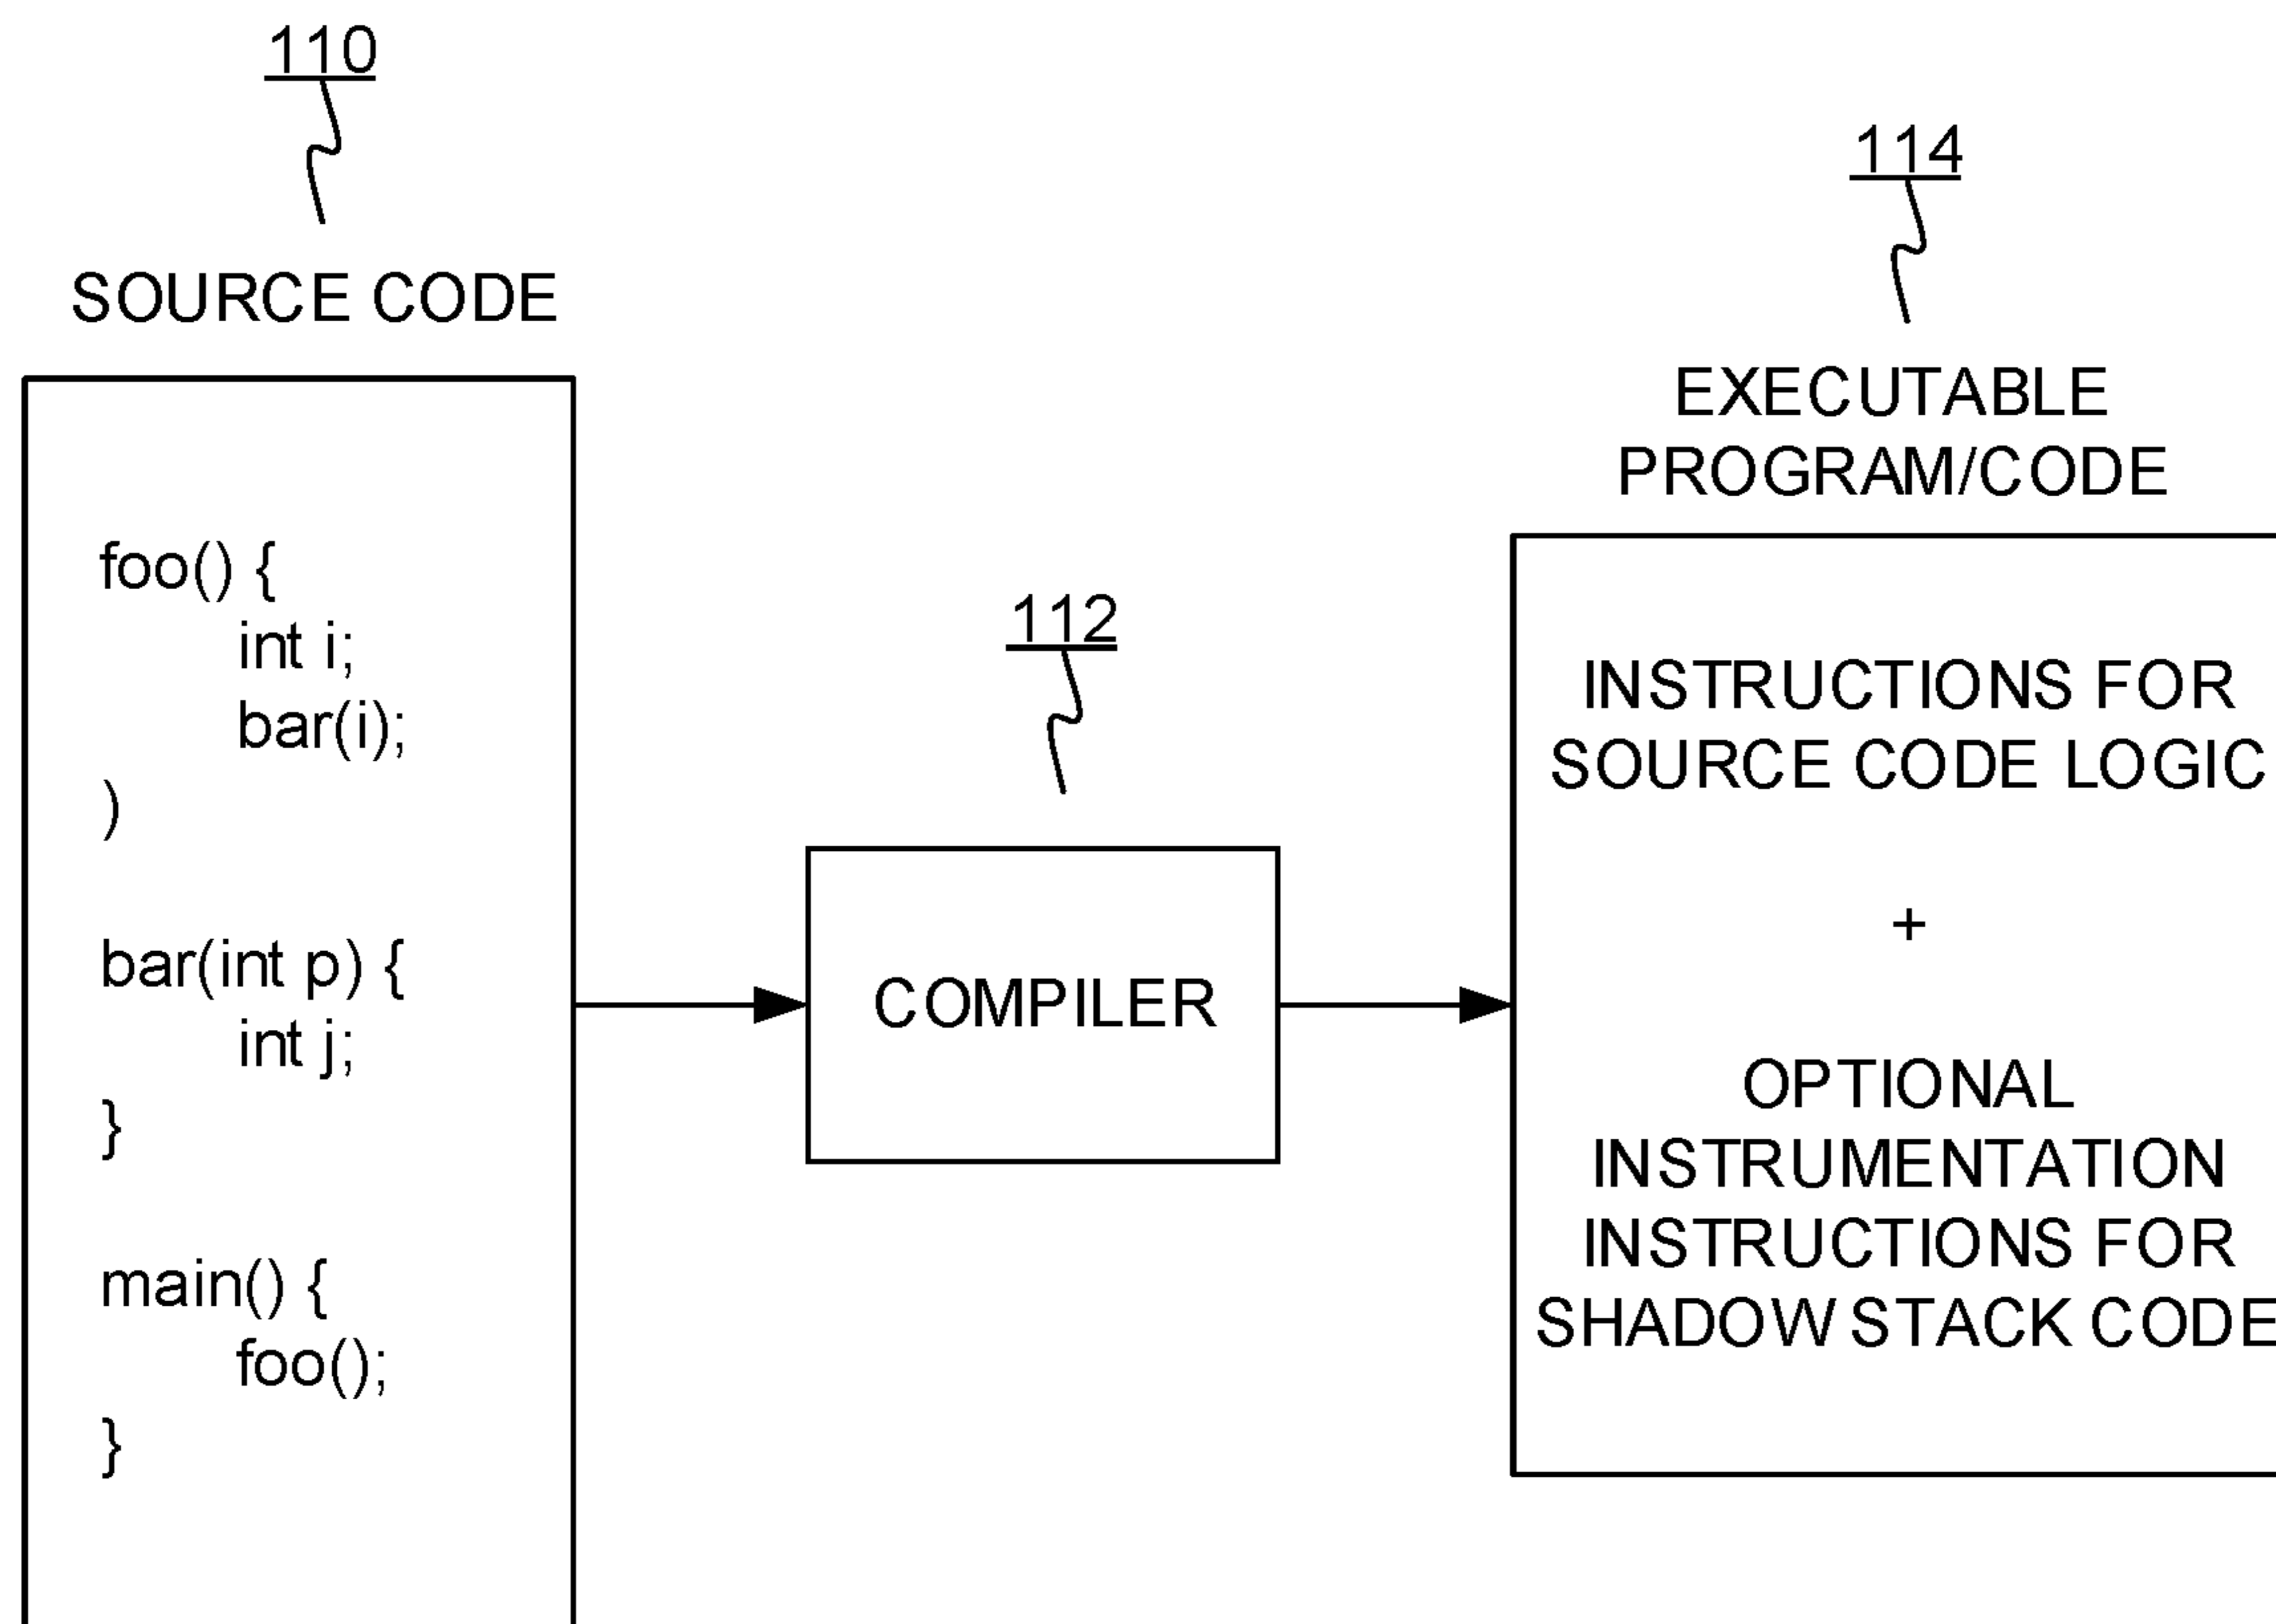 110
SOURCE CODE
foo() {
int i;
bar(i);
)
bar(int p) {
int j;
}
main() {
foo();
}
112
COMPILER
114
EXECUTABLE
PROGRAM/CODE
INSTRUCTIONS FOR
SOURCE CODE LOGIC
+
OPTIONAL
INSTRUMENTATION
INSTRUCTIONS FOR
SHADOW STACK CODE